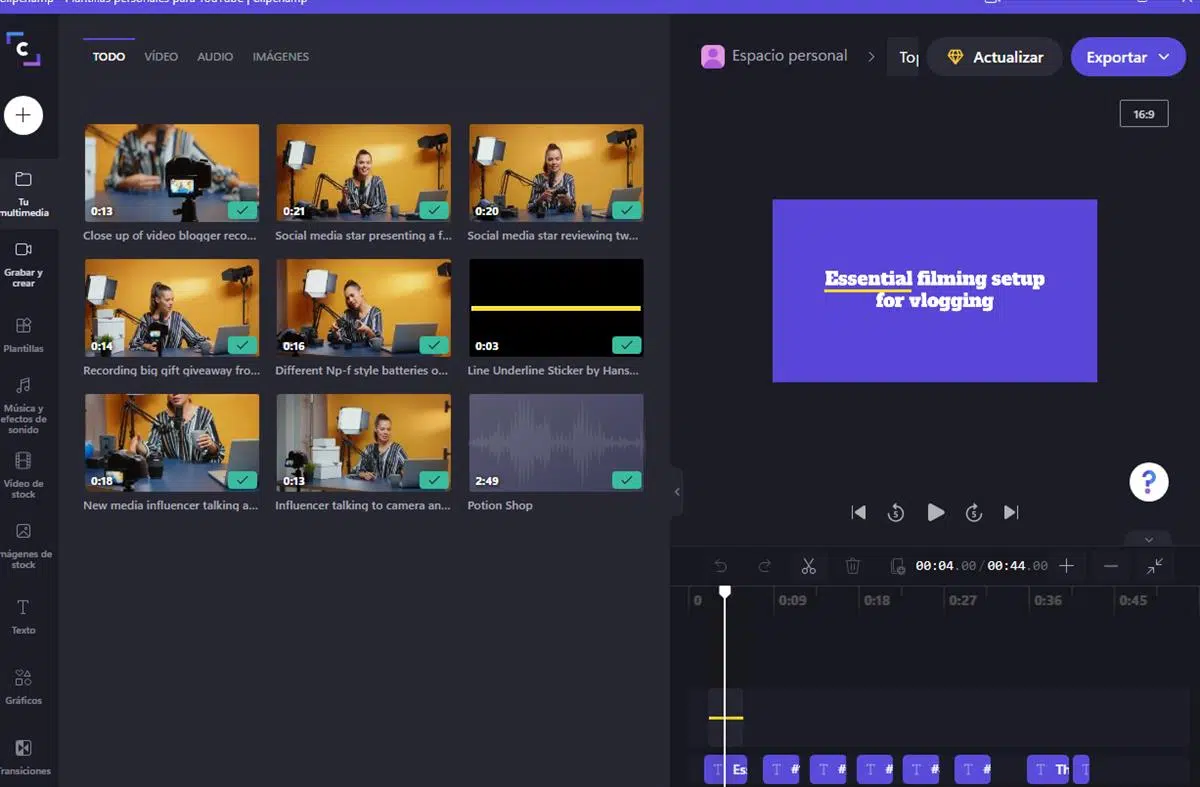 Clipchamp - Plantillas personales para YouTube | Clipchamp
C
TODO
VÍDEO
AUDIO
IMÁGENES
Espacio personal
Top
Actualizar
Exportar
16:9
Tu
multimedia
Grabar y
crear
Plantillas
Música y
efectos de
sonido
Vídeo de
stock
mágenes de
stock
Texto
Gráficos
Transiciones
0:13
0:21
0:20
Close up of video blogger reco...
Social media star presenting a f...
Social media star reviewing tw...
0:14
0:16
0:03
Recording big gift giveaway fro...
Different Np-f style batteries o...
Line Underline Sticker by Hans...
0:18
0:13
2:49
New media influencer talking a...
Influencer talking to camera an...
Potion Shop
Essential filming setup
for vlogging
?
5
5
00:04.00/00:44.00
0
0:09
0:18
0:27
0:36
0:45
T Es
T #
T #
T #
T #
T #
T Th
T